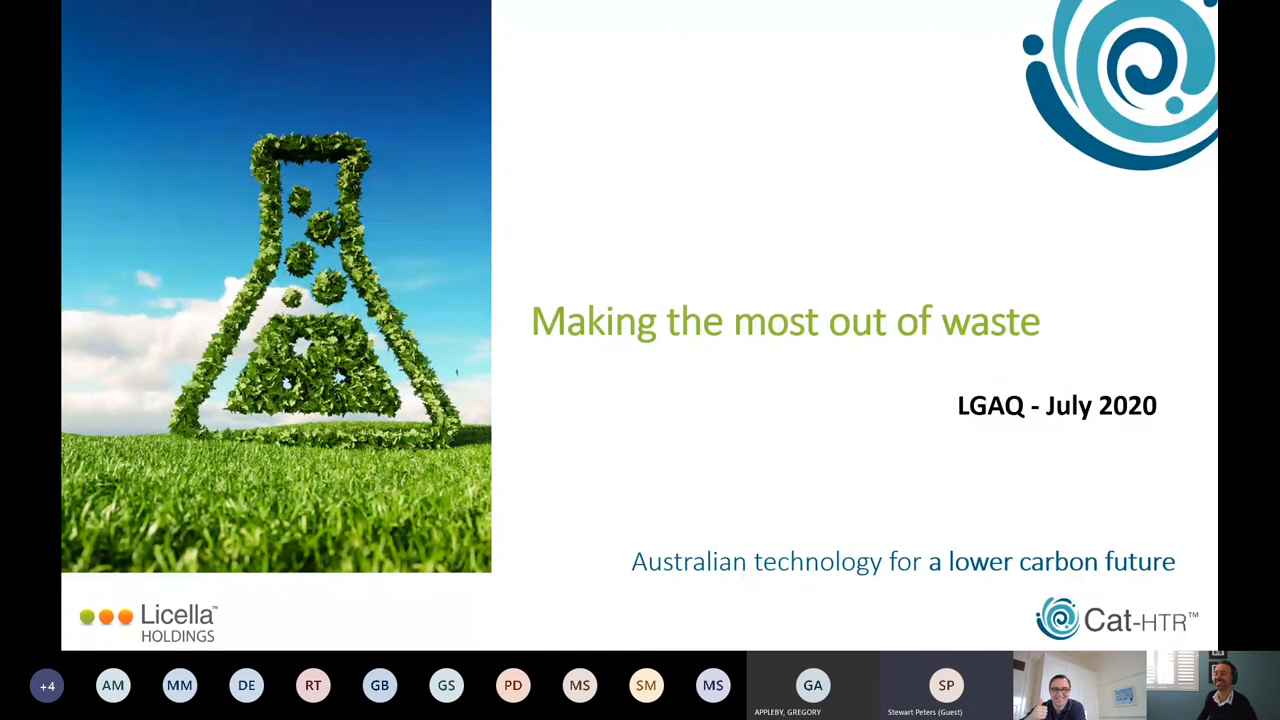 Making the most out of waste
LGAQ - July 2020
Australian technology for a lower carbon future
Licella™
HOLDINGS
Cat-HTR™
+4
AM
MM
DE
RT
GB
GS
PD
MS
SM
MS
GA
APPLEBY, GREGORY
SP
Stewart Peters (Guest)